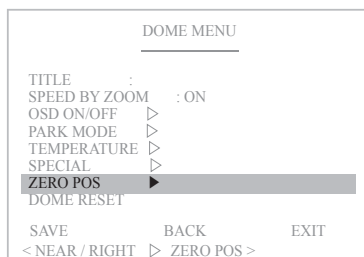 DOME MENU
TITLE :
SPEED BY ZOOM : ON
OSD ON/OFF ▷
PARK MODE ▷
TEMPERATURE ▷
SPECIAL ▷
ZERO POS ▶
DOME RESET
SAVE BACK EXIT
< NEAR / RIGHT ▷ ZERO POS >